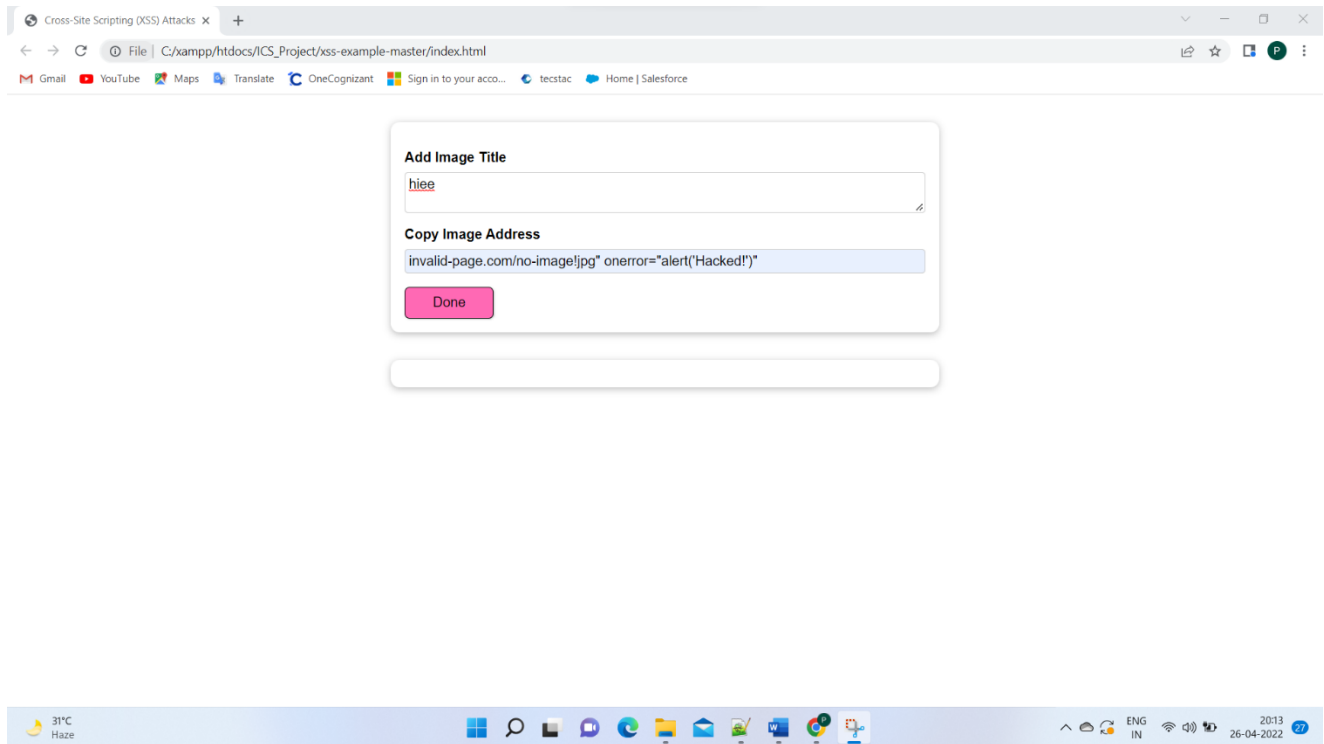 Cross-Site Scripting (XSS) Attacks
File C:/xampp/htdocs/ICS_Project/xss-example-master/index.html
P
Gmail YouTube Maps Translate OneCognizant Sign in to your acco... tecstac Home | Salesforce
Add Image Title
hiee
Copy Image Address
invalid-page.com/no-image!jpg" onerror="alert('Hacked!')"
Done
31°C
Haze
ENG
IN
20:13
26-04-2022
27